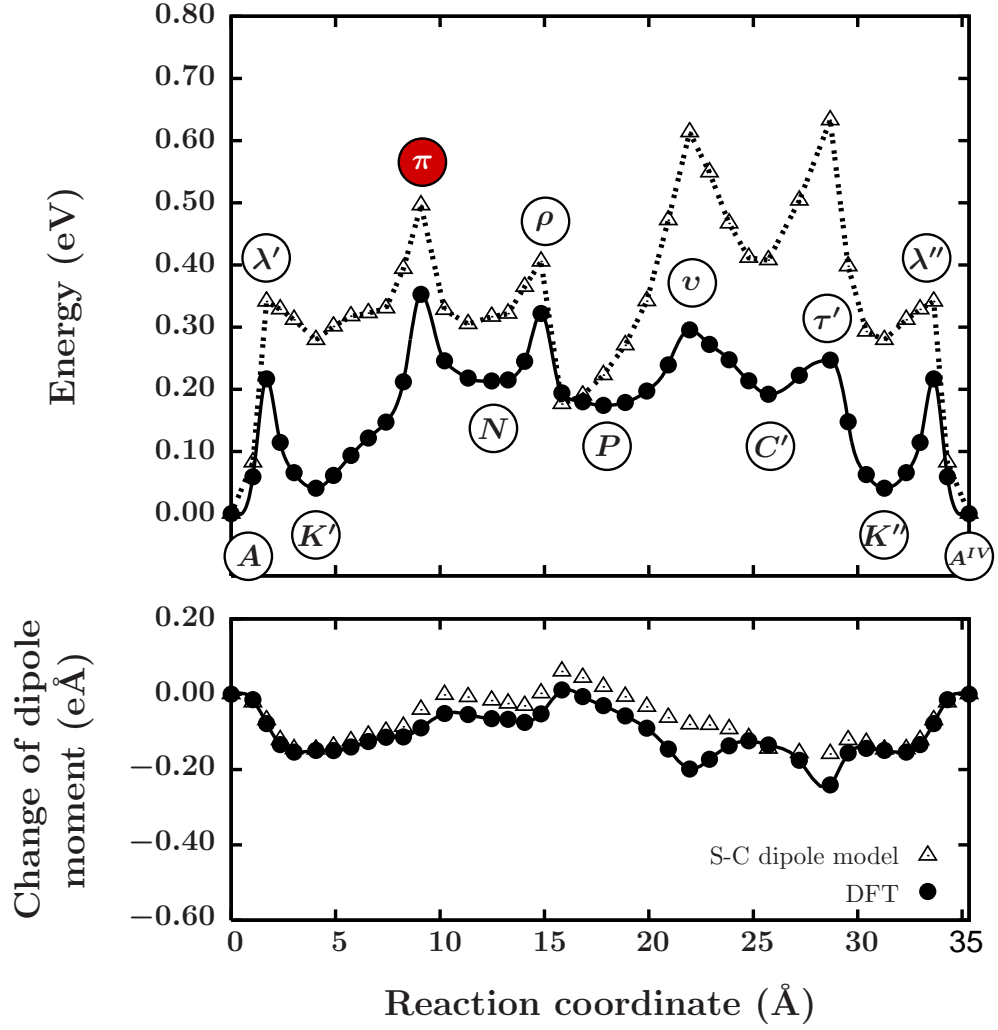 Energy (eV)
0.80
0.70
0.60
0.50
0.40
0.30
0.20
0.10
0.00
π
λ′
ρ
υ
τ′
λ″
N
P
C′
A
K′
K″
A^{IV}
Change of dipole
moment (eÅ)
0.20
0.00
−0.20
−0.40
−0.60
S-C dipole model
DFT
0 5 10 15 20 25 30 35
Reaction coordinate (Å)